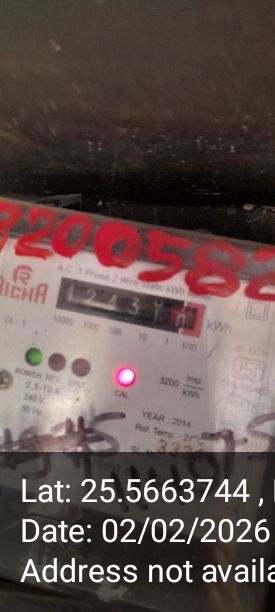 9200582
RICHA
A.C. 1 Phase 2 Wire Static kWh Meter
1243
kWh
CL-1
10000 1000 100 10 1 1/10
POWER REV. E/FLT
CAL
3200 Imp/kWh
2.5-10 A
240 V
50 Hz
YEAR : 2014
Ref. Temp : 27°C
Lat: 25.5663744 ,
Date: 02/02/2026
Address not availa